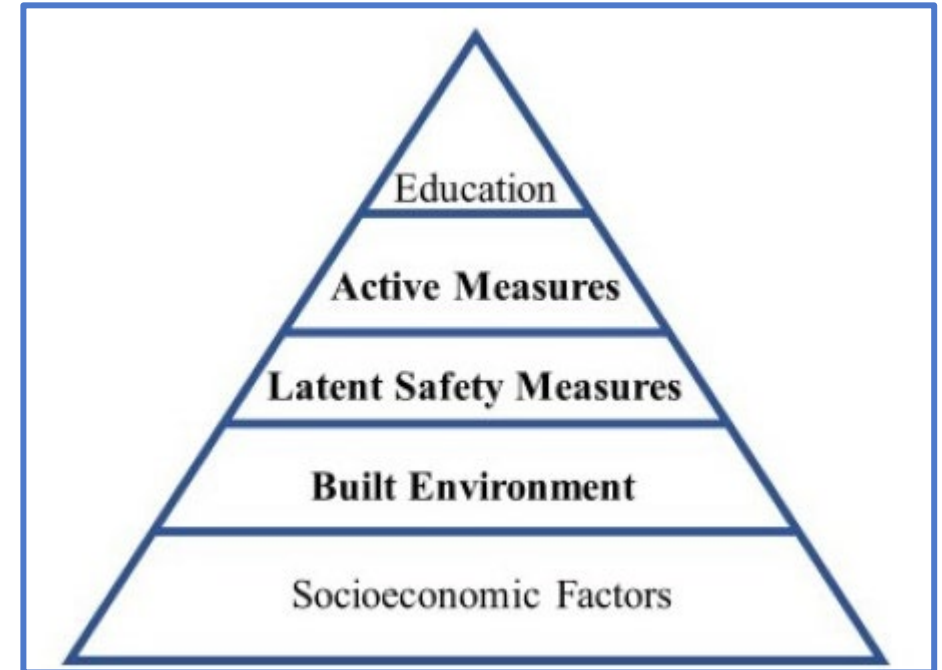 Education
Active Measures
Latent Safety Measures
Built Environment
Socioeconomic Factors